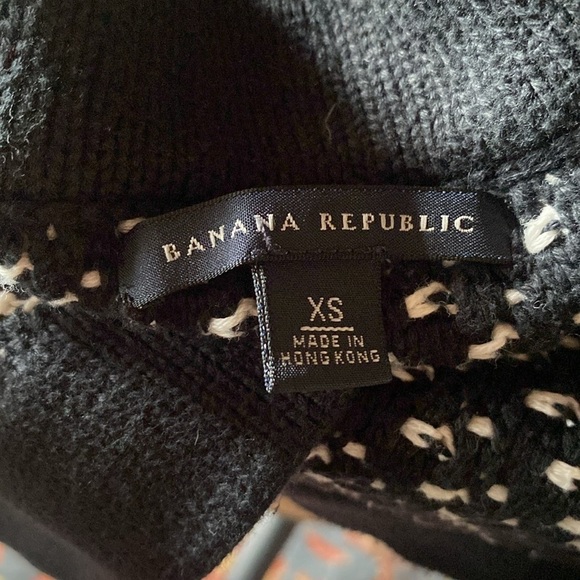 BANANA REPUBLIC
XS
MADE IN
HONG KONG